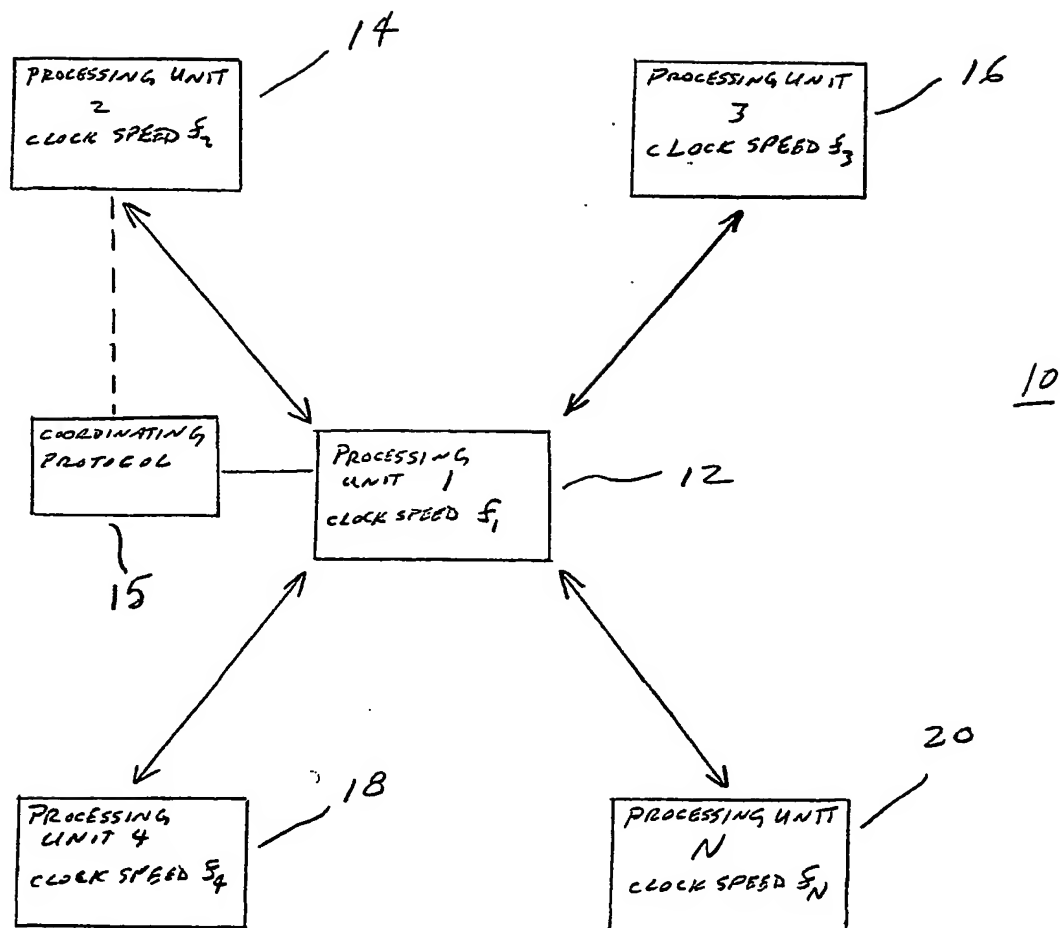 14
PROCESSING UNIT
2
CLOCK SPEED f2
16
PROCESSING UNIT
3
CLOCK SPEED f3
10
COORDINATING
PROTOCOL
15
PROCESSING
UNIT 1
CLOCK SPEED f1
12
18
PROCESSING
UNIT 4
CLOCK SPEED f4
20
PROCESSING UNIT
N
CLOCK SPEED fN